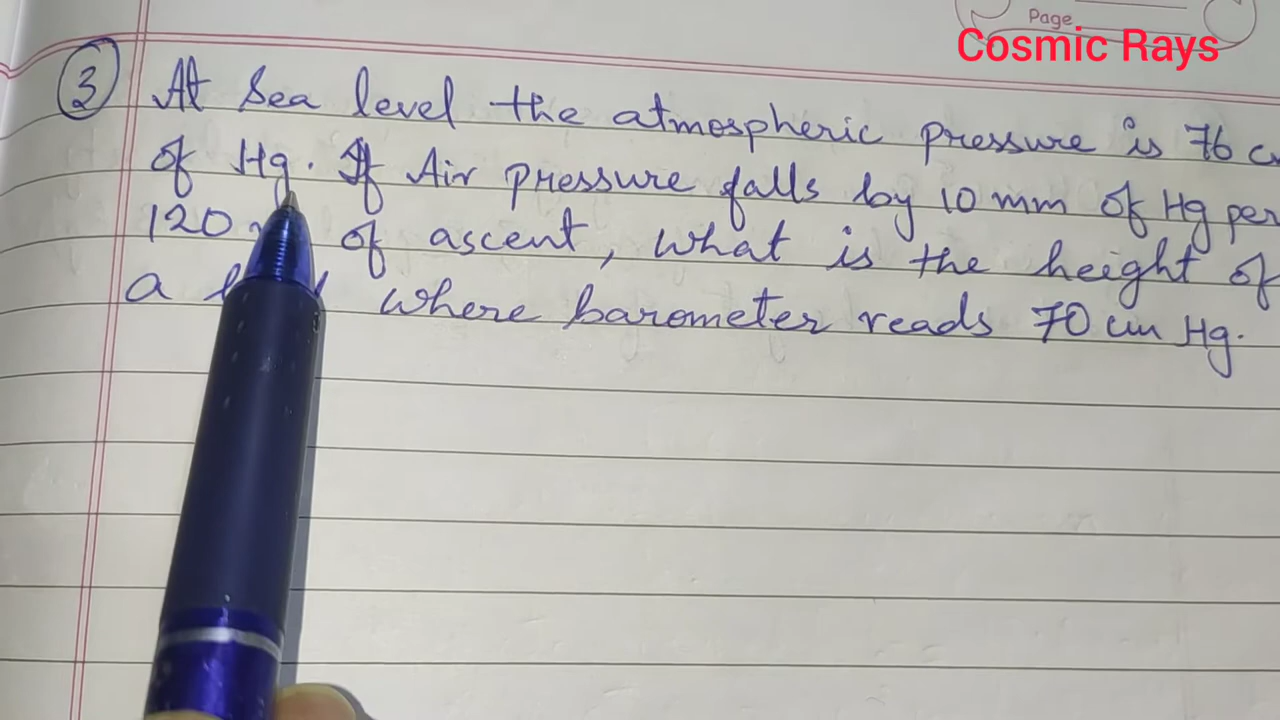 Page
Cosmic Rays
3 At sea level the atmospheric pressure is 76
of Hg. If Air pressure falls by 10 mm of Hg per
120 of ascent, what is the height of
a where barometer reads 70 cm Hg.